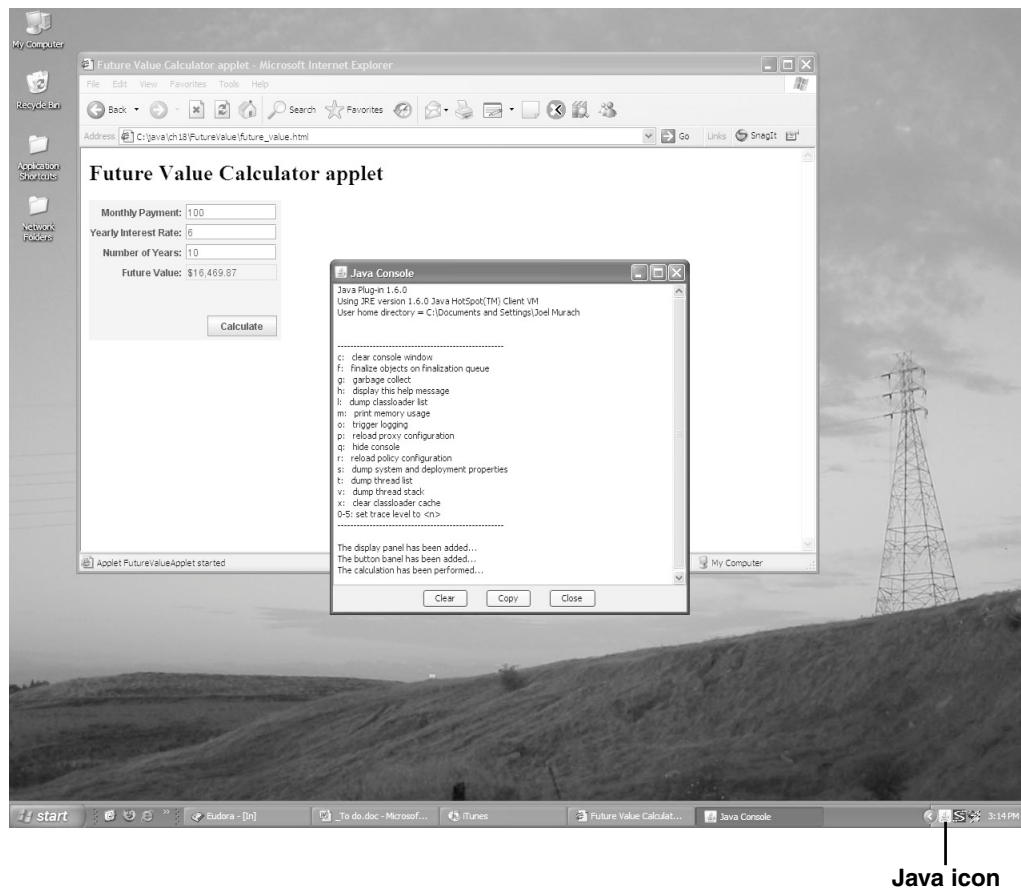 My Computer
Recycle Bin
Application
Shortcuts
Network
Folders
Future Value Calculator applet - Microsoft Internet Explorer
File Edit View Favorites Tools Help
Back Search Favorites
Address C:\java\ch18\FutureValue\future_value.html Go Links SnagIt
Future Value Calculator applet
Monthly Payment: 100
Yearly Interest Rate: 6
Number of Years: 10
Future Value: $16,469.87
Calculate
Applet FutureValueApplet started
My Computer
Java Console
Java Plug-in 1.6.0
Using JRE version 1.6.0 Java HotSpot(TM) Client VM
User home directory = C:\Documents and Settings\Joel Murach
----------------------------------------------------
c: clear console window
f: finalize objects on finalization queue
g: garbage collect
h: display this help message
l: dump classloader list
m: print memory usage
o: trigger logging
p: reload proxy configuration
q: hide console
r: reload policy configuration
s: dump system and deployment properties
t: dump thread list
v: dump thread stack
x: clear classloader cache
0-5: set trace level to <n>
----------------------------------------------------
The display panel has been added...
The button banel has been added...
The calculation has been performed...
Clear Copy Close
start Eudora - [In] _To do.doc - Microsof... iTunes Future Value Calculat... Java Console 3:14 PM
Java icon